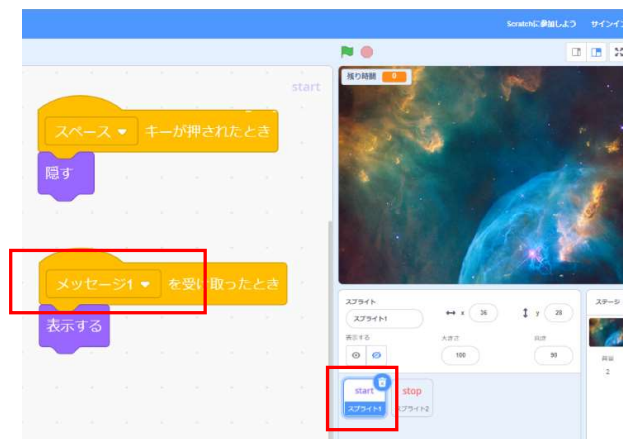 Scratchに参加しよう サインイン
start
残り時間 0
スペース キーが押されたとき
隠す
メッセージ1 を受け取ったとき
表示する
スプライト
スプライト1
x 36
y 28
ステージ
表示する
大きさ 100
向き 90
背景
2
start
スプライト1
stop
スプライト2